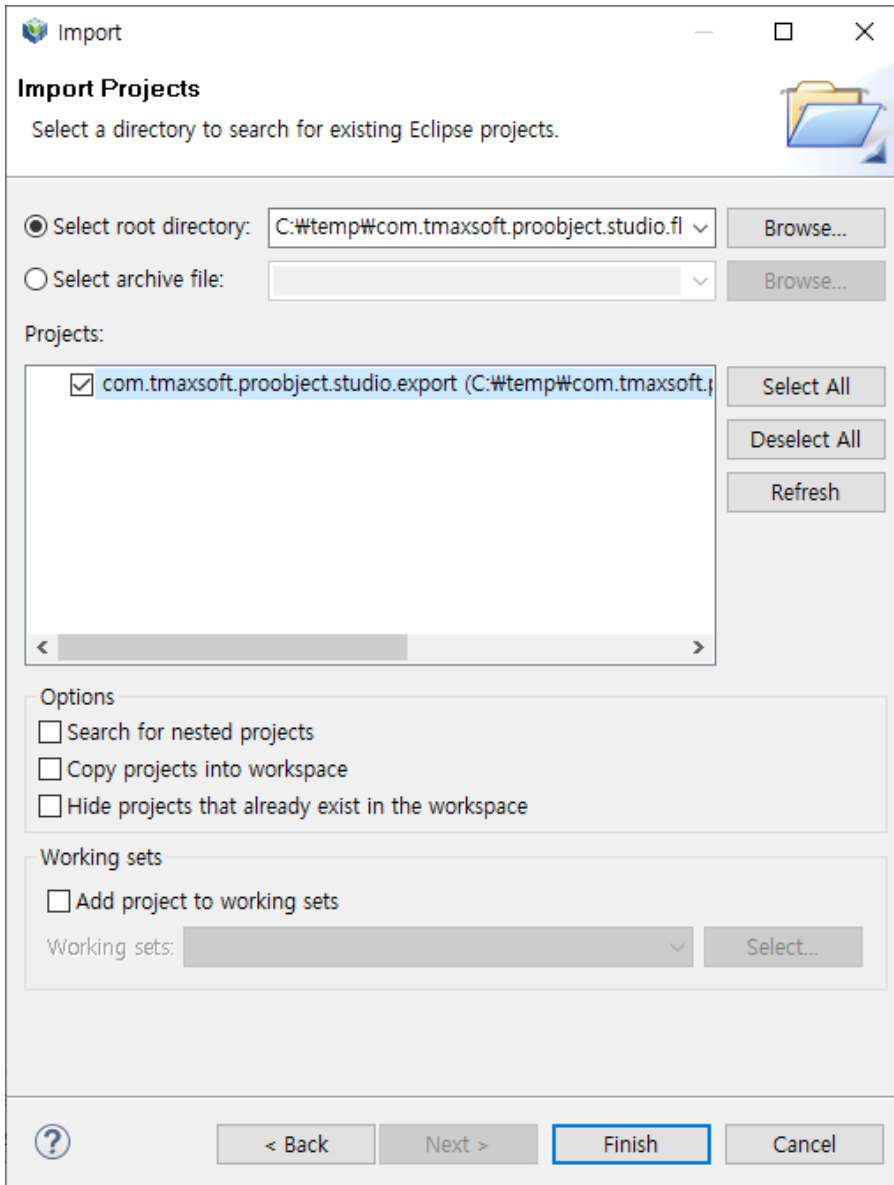 Import
Import Projects
Select a directory to search for existing Eclipse projects.
Select root directory: C:₩temp₩com.tmaxsoft.proobject.studio.fl Browse...
Select archive file: Browse...
Projects:
com.tmaxsoft.proobject.studio.export (C:₩temp₩com.tmaxsoft.p
Select All
Deselect All
Refresh
Options
Search for nested projects
Copy projects into workspace
Hide projects that already exist in the workspace
Working sets
Add project to working sets
Working sets: Select...
? < Back Next > Finish Cancel